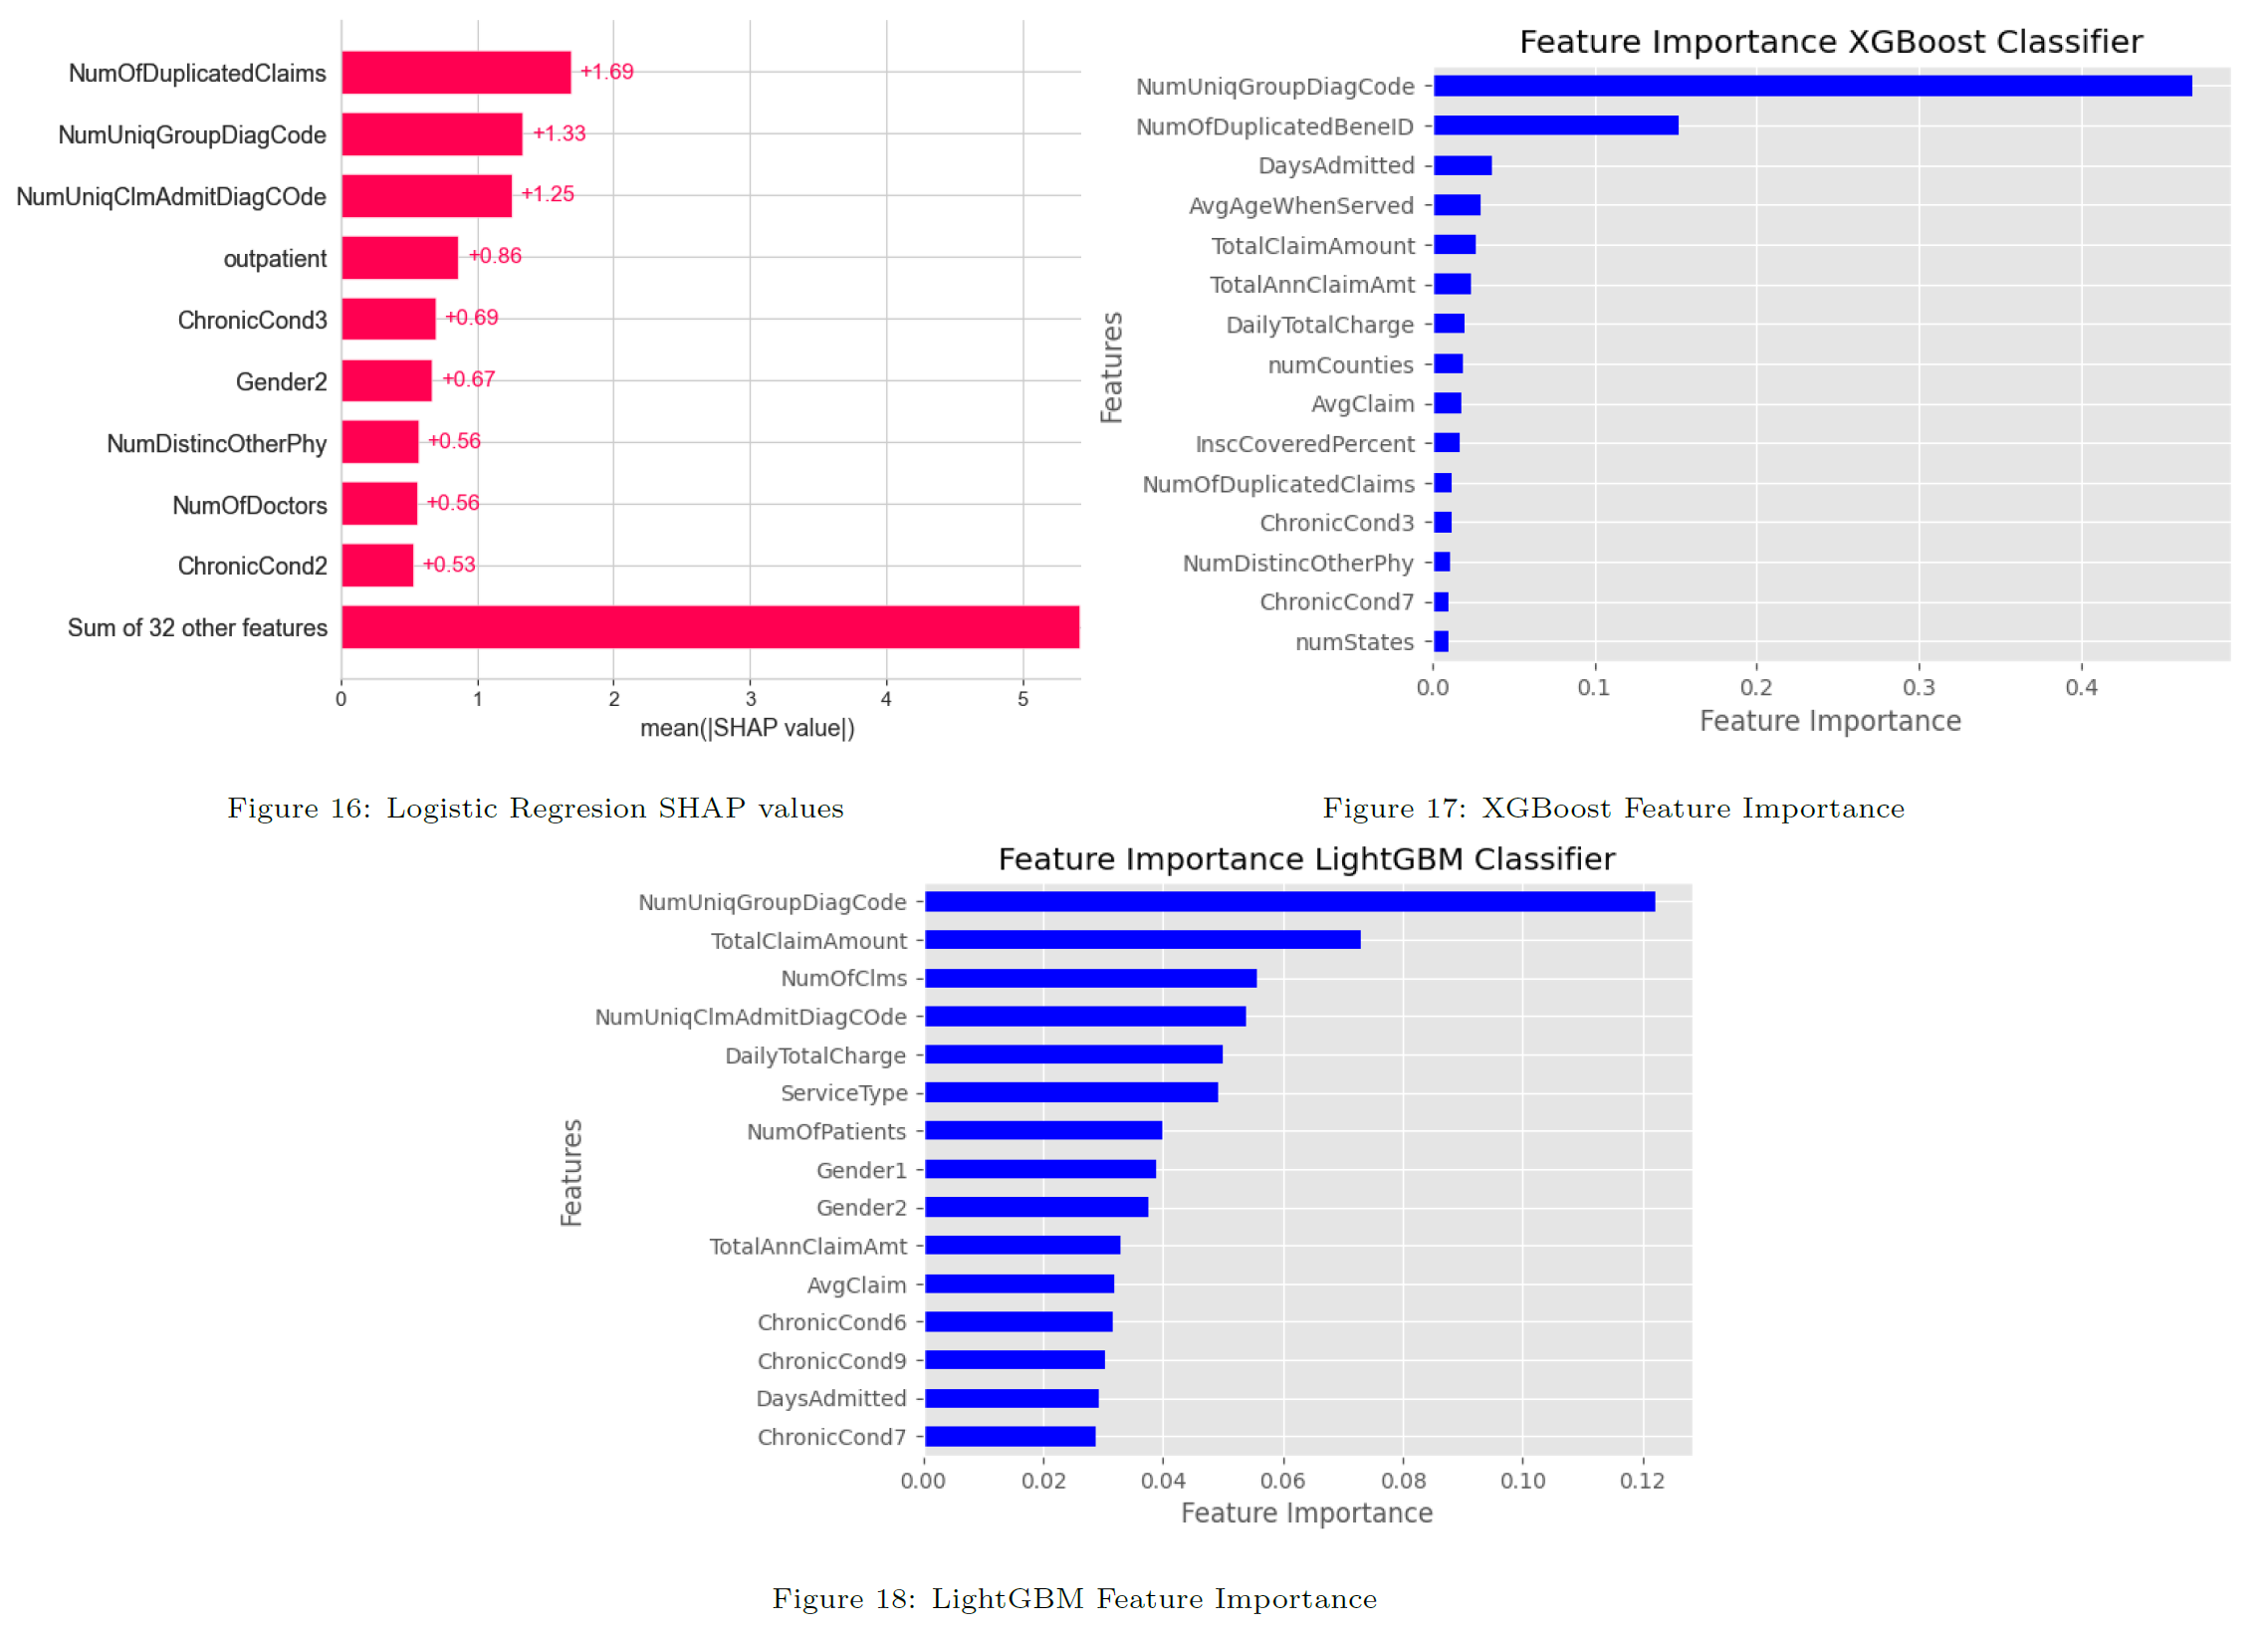 NumOfDuplicatedClaims +1.69
NumUniqGroupDiagCode +1.33
NumUniqClmAdmitDiagCOde +1.25
outpatient +0.86
ChronicCond3 +0.69
Gender2 +0.67
NumDistincOtherPhy +0.56
NumOfDoctors +0.56
ChronicCond2 +0.53
Sum of 32 other features
0 1 2 3 4 5
mean(|SHAP value|)
Figure 16: Logistic Regresion SHAP values
Feature Importance XGBoost Classifier
Features
NumUniqGroupDiagCode
NumOfDuplicatedBeneID
DaysAdmitted
AvgAgeWhenServed
TotalClaimAmount
TotalAnnClaimAmt
DailyTotalCharge
numCounties
AvgClaim
InscCoveredPercent
NumOfDuplicatedClaims
ChronicCond3
NumDistincOtherPhy
ChronicCond7
numStates
0.0 0.1 0.2 0.3 0.4
Feature Importance
Figure 17: XGBoost Feature Importance
Feature Importance LightGBM Classifier
Features
NumUniqGroupDiagCode
TotalClaimAmount
NumOfClms
NumUniqClmAdmitDiagCOde
DailyTotalCharge
ServiceType
NumOfPatients
Gender1
Gender2
TotalAnnClaimAmt
AvgClaim
ChronicCond6
ChronicCond9
DaysAdmitted
ChronicCond7
0.00 0.02 0.04 0.06 0.08 0.10 0.12
Feature Importance
Figure 18: LightGBM Feature Importance